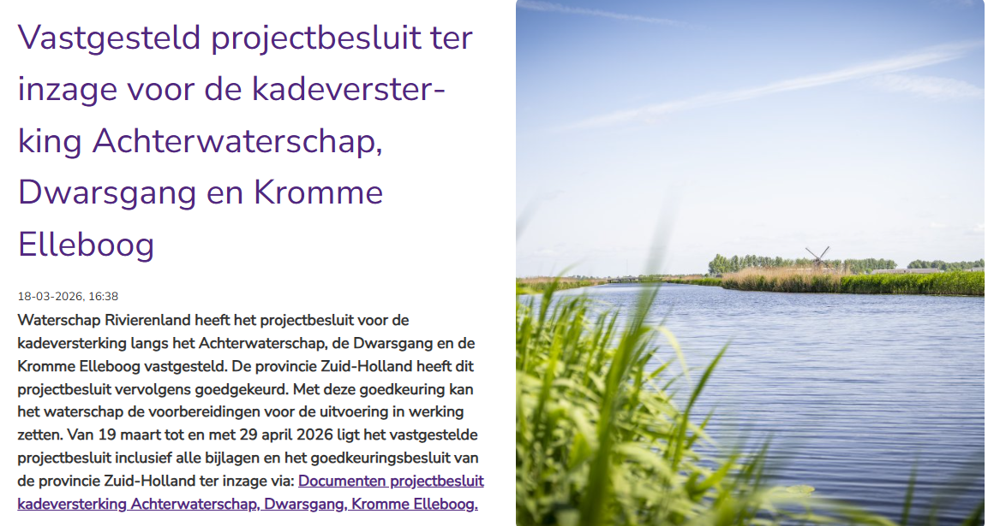 Vastgesteld projectbesluit ter
inzage voor de kadeverster-
king Achterwaterschap,
Dwarsgang en Kromme
Elleboog
18-03-2026, 16:38
Waterschap Rivierenland heeft het projectbesluit voor de
kadeversterking langs het Achterwaterschap, de Dwarsgang en de
Kromme Elleboog vastgesteld. De provincie Zuid-Holland heeft dit
projectbesluit vervolgens goedgekeurd. Met deze goedkeuring kan
het waterschap de voorbereidingen voor de uitvoering in werking
zetten. Van 19 maart tot en met 29 april 2026 ligt het vastgestelde
projectbesluit inclusief alle bijlagen en het goedkeuringsbesluit van
de provincie Zuid-Holland ter inzage via: Documenten projectbesluit
kadeversterking Achterwaterschap, Dwarsgang, Kromme Elleboog.